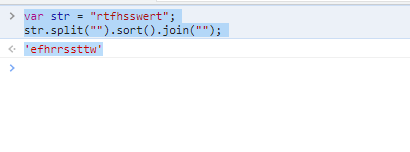 > var str = "rtfhsswert";
str.split("").sort().join("");
'efhrrssttw'
>